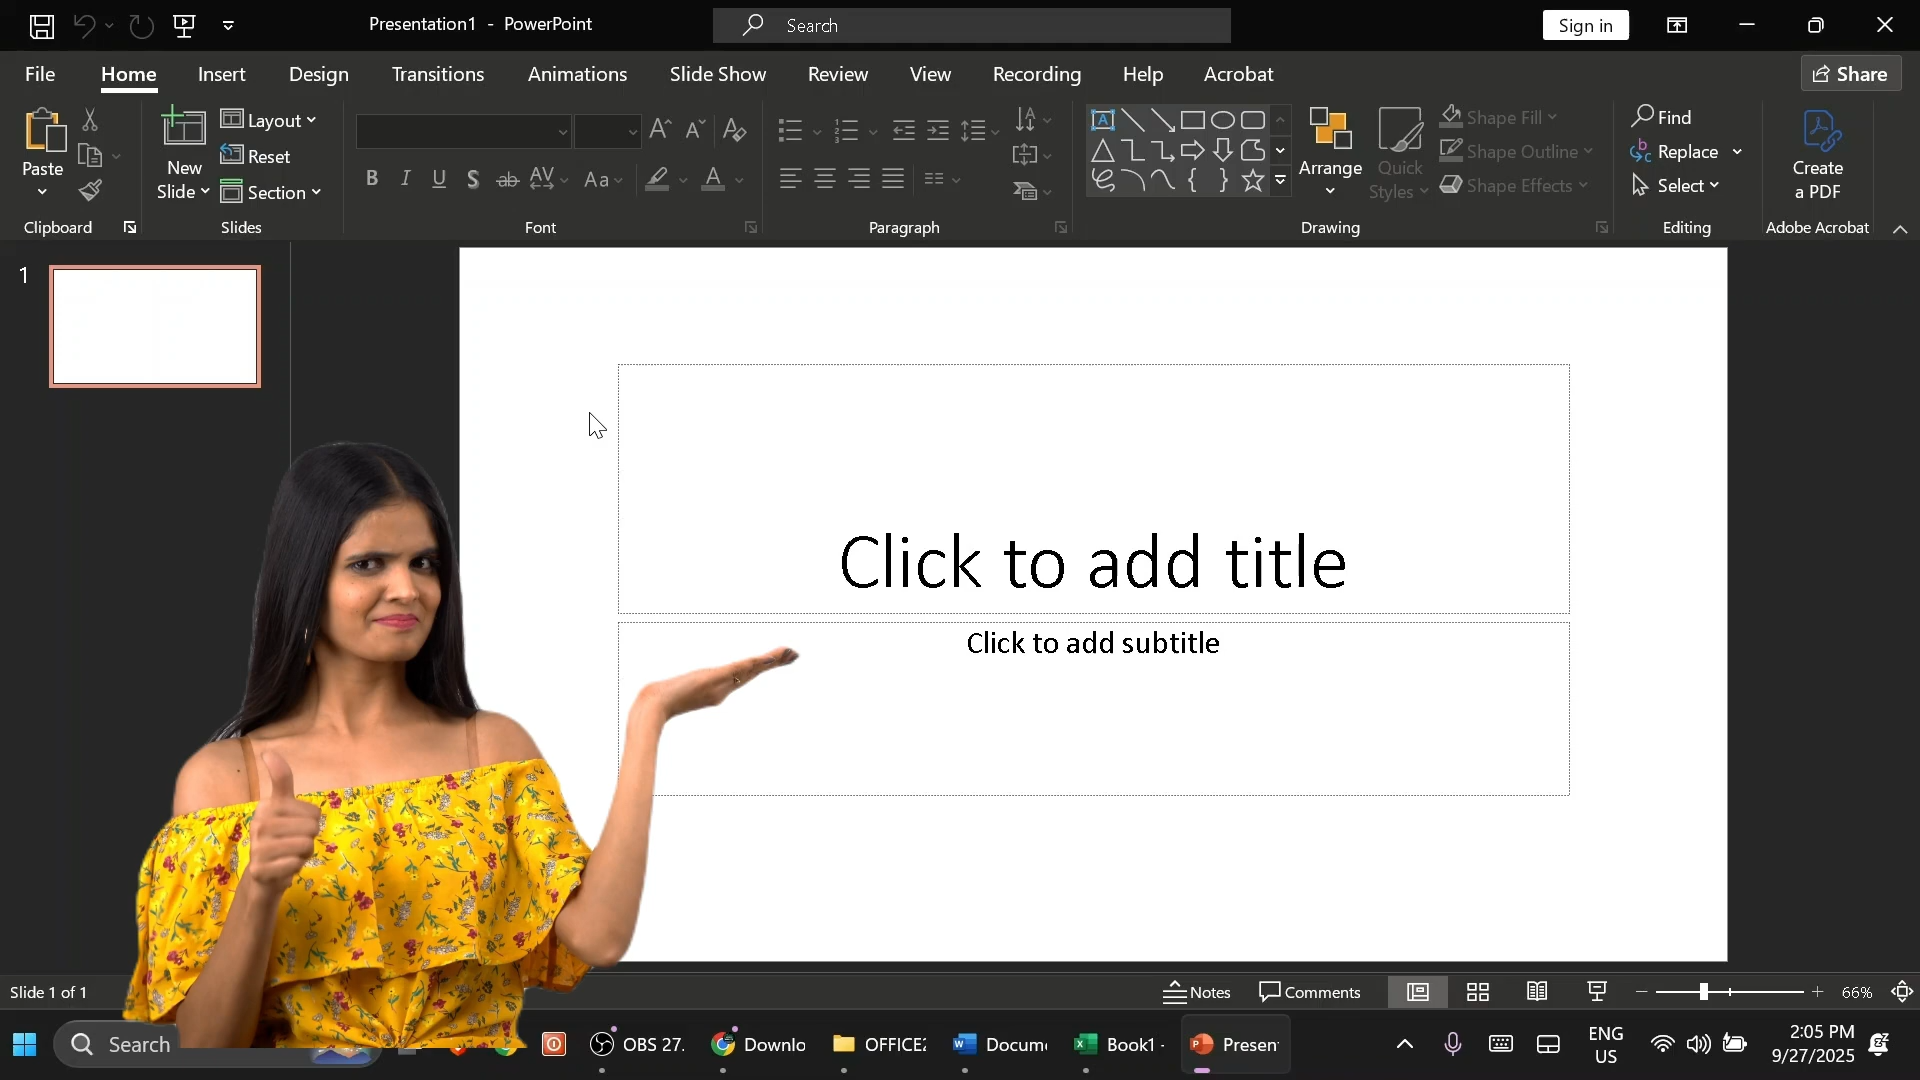 Presentation1 - PowerPoint
Search
Sign in
File Home Insert Design Transitions Animations Slide Show Review View Recording Help Acrobat
Share
Paste
New Slide
Layout
Reset
Section
B I U S ab AV Aa A
Arrange
Quick Styles
Shape Fill
Shape Outline
Shape Effects
Find
Replace
Select
Create a PDF
Clipboard Slides Font Paragraph Drawing Editing Adobe Acrobat
1
Click to add title
Click to add subtitle
Slide 1 of 1
Notes
Comments
66%
Search
OBS 27.
Downlo
OFFICE2
Docum
Book1 -
Presen
ENG
US
2:05 PM
9/27/2025